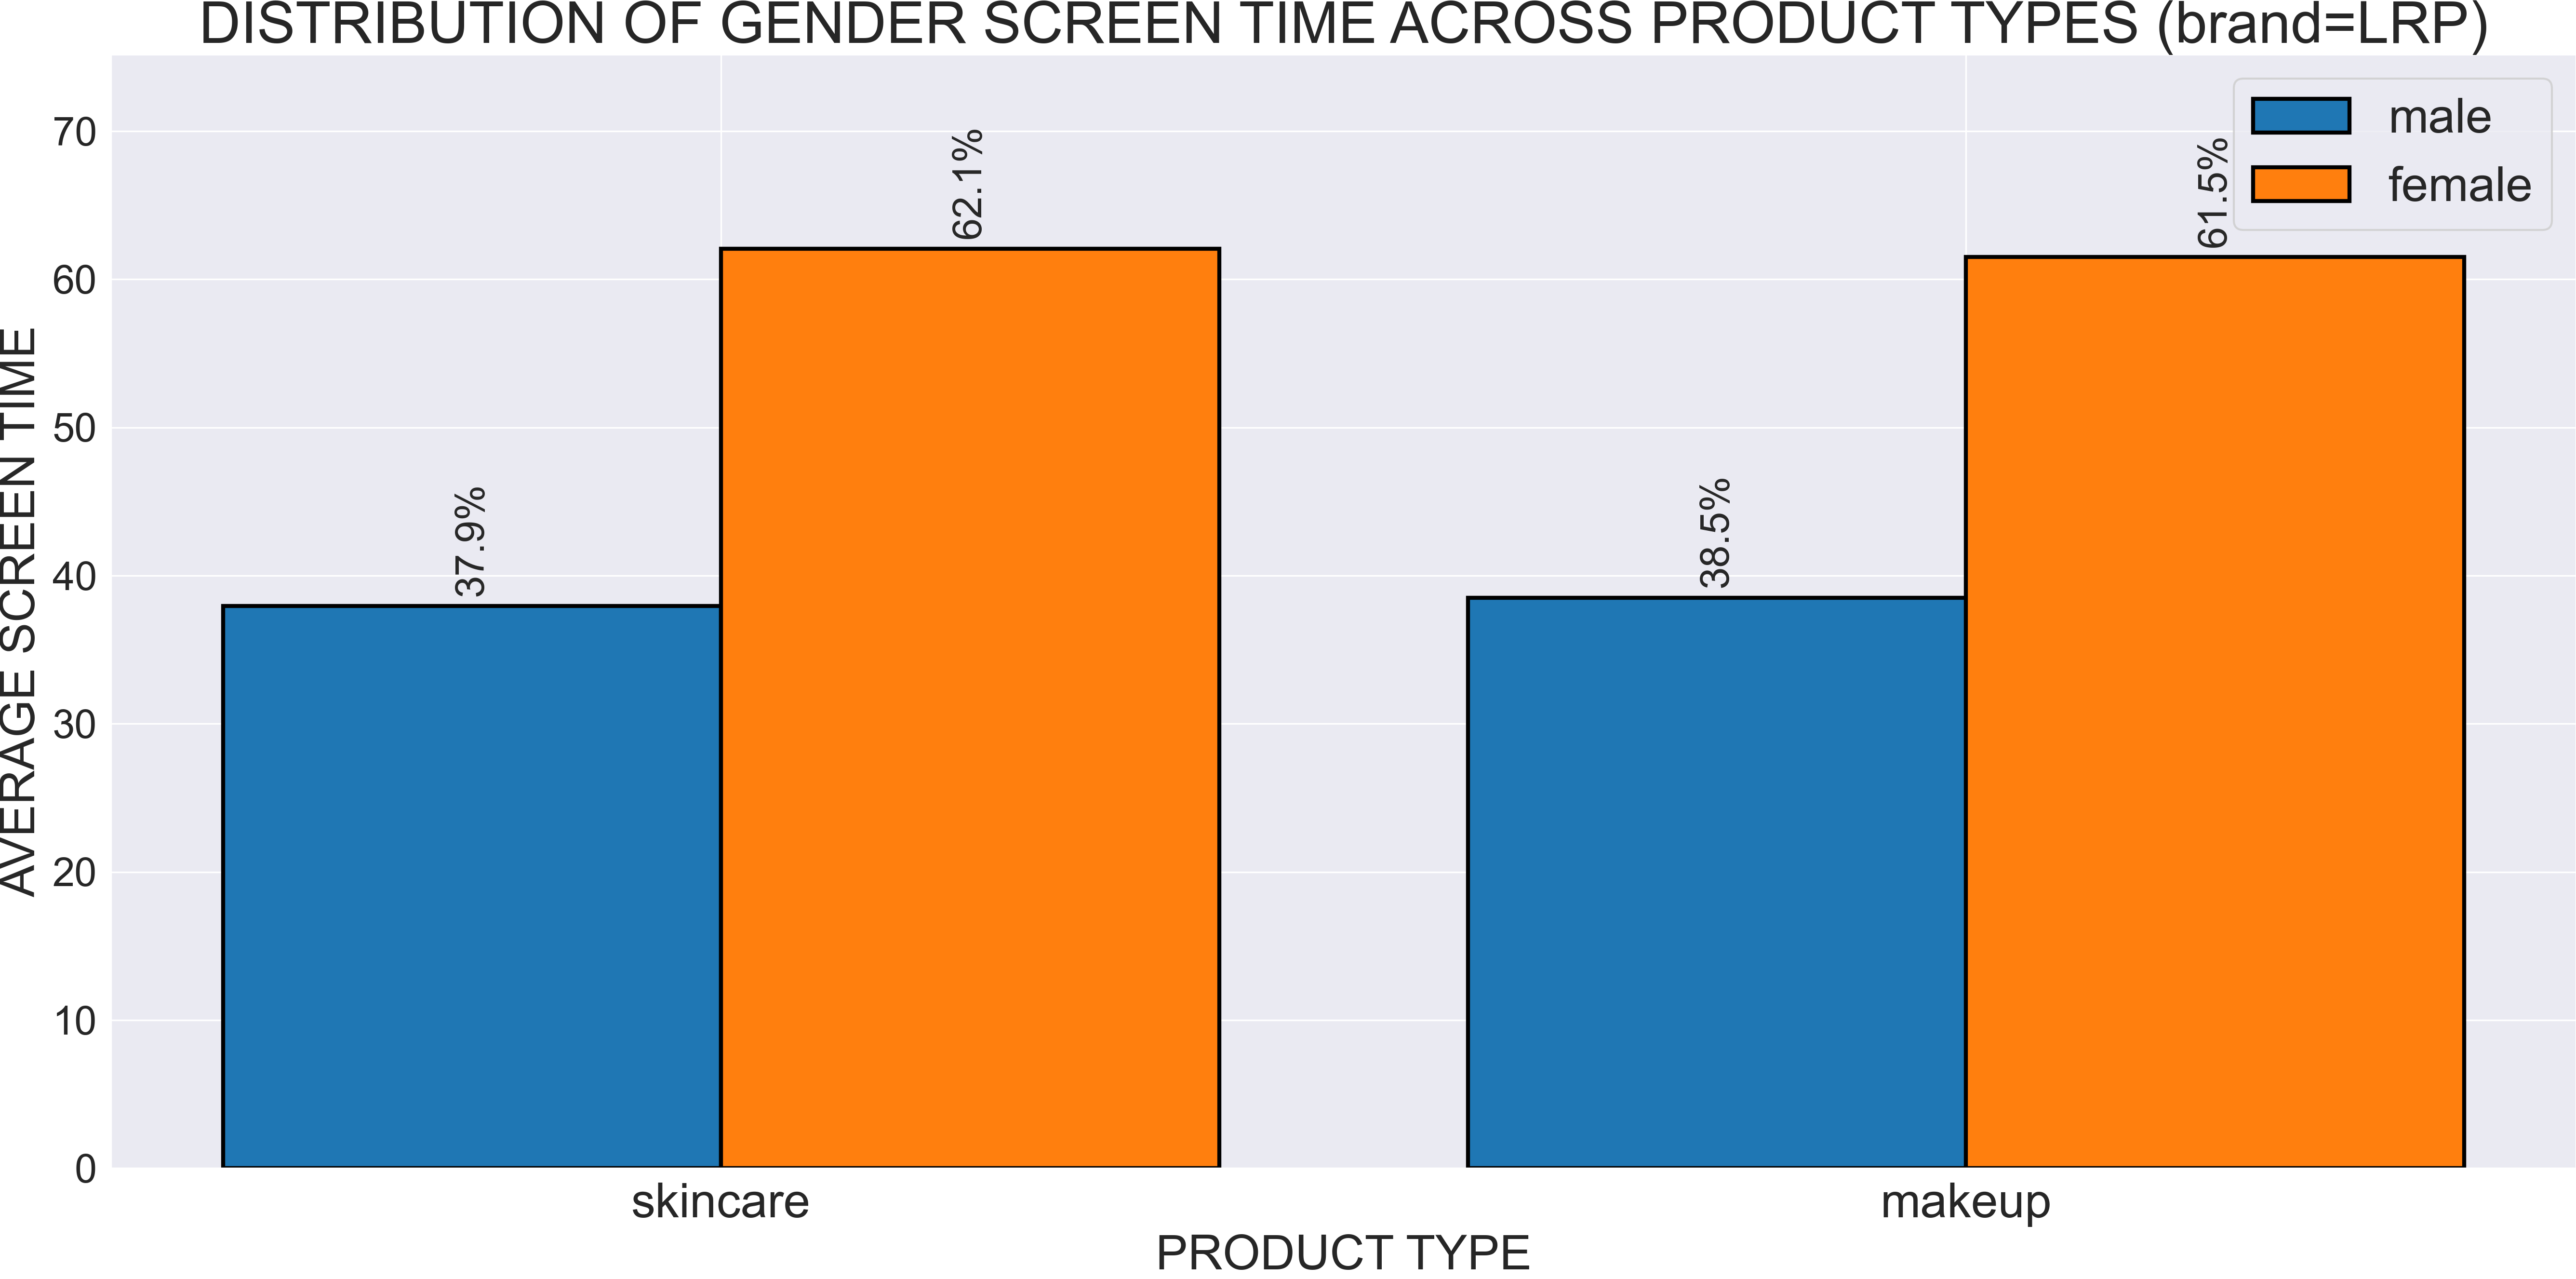 DISTRIBUTION OF GENDER SCREEN TIME ACROSS PRODUCT TYPES (brand=LRP)
male
female
AVERAGE SCREEN TIME
70
60
50
40
30
20
10
0
37.9%
62.1%
38.5%
61.5%
skincare
makeup
PRODUCT TYPE